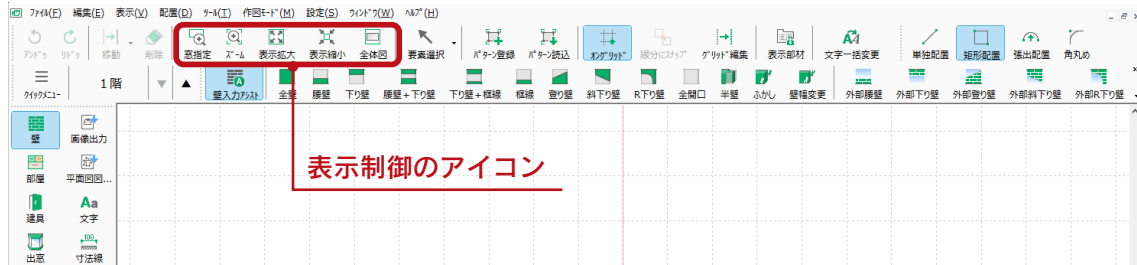 ﾌｧｲﾙ(F) 編集(E) 表示(V) 配置(D) ﾂｰﾙ(T) 作図ﾓｰﾄﾞ(M) 設定(S) ｳｨﾝﾄﾞｳ(W) ﾍﾙﾌﾟ(H)
ｱﾝﾄﾞｩ ﾘﾄﾞｩ 移動 削除 窓指定 ｽﾞｰﾑ 表示拡大 表示縮小 全体図 要素選択 ﾊﾟﾀｰﾝ登録 ﾊﾟﾀｰﾝ読込 ｵﾝｸﾞﾘｯﾄﾞ 線分にｽﾅｯﾌﾟ ｸﾞﾘｯﾄﾞ編集 表示部材 文字一括変更 単独配置 矩形配置 張出配置 角丸め
ｸｲｯｸﾒﾆｭｰ 1 階 ▼ ▲ 壁入力ｱｼｽﾄ 全壁 腰壁 下り壁 腰壁+下り壁 下り壁+框線 框線 登り壁 斜下り壁 R下り壁 全開口 半壁 ふかし 壁幅変更 外部腰壁 外部下り壁 外部登り壁 外部斜下り壁 外部R下り壁
壁 画像出力
部屋 平面図図...
建具 文字
出窓 寸法線
表示制御のアイコン